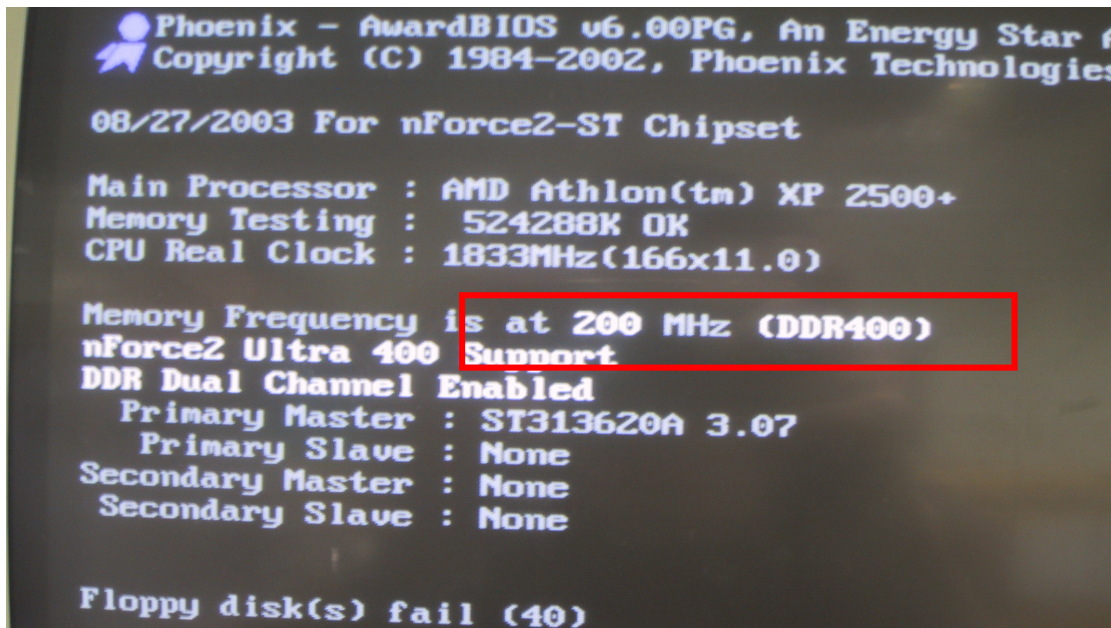 Phoenix - AwardBIOS v6.00PG, An Energy Star
Copyright (C) 1984-2002, Phoenix Technologies
08/27/2003 For nForce2-ST Chipset
Main Processor : AMD Athlon(tm) XP 2500+
Memory Testing : 524288K OK
CPU Real Clock : 1833MHz(166x11.0)
Memory Frequency is at 200 MHz (DDR400)
nForce2 Ultra 400 Support
DDR Dual Channel Enabled
Primary Master : ST313620A 3.07
Primary Slave : None
Secondary Master : None
Secondary Slave : None
Floppy disk(s) fail (40)